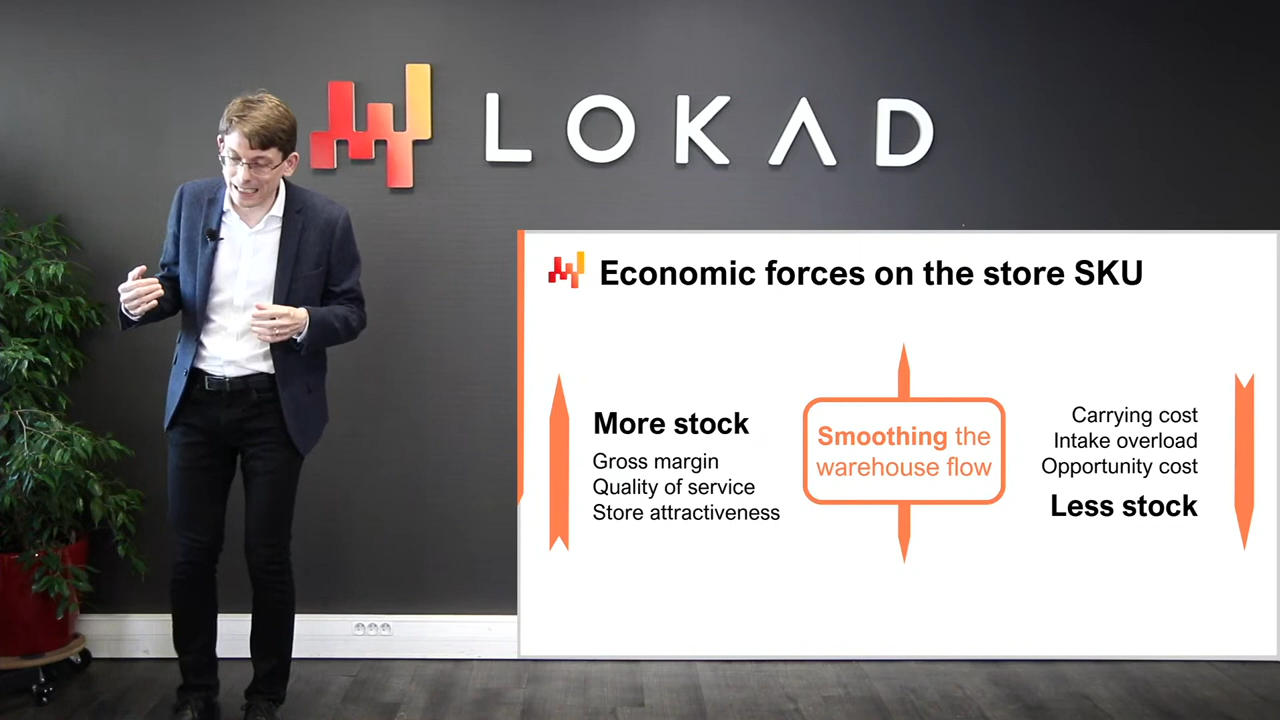 LOKAD
Economic forces on the store SKU
More stock
Gross margin
Quality of service
Store attractiveness
Smoothing the
warehouse flow
Carrying cost
Intake overload
Opportunity cost
Less stock